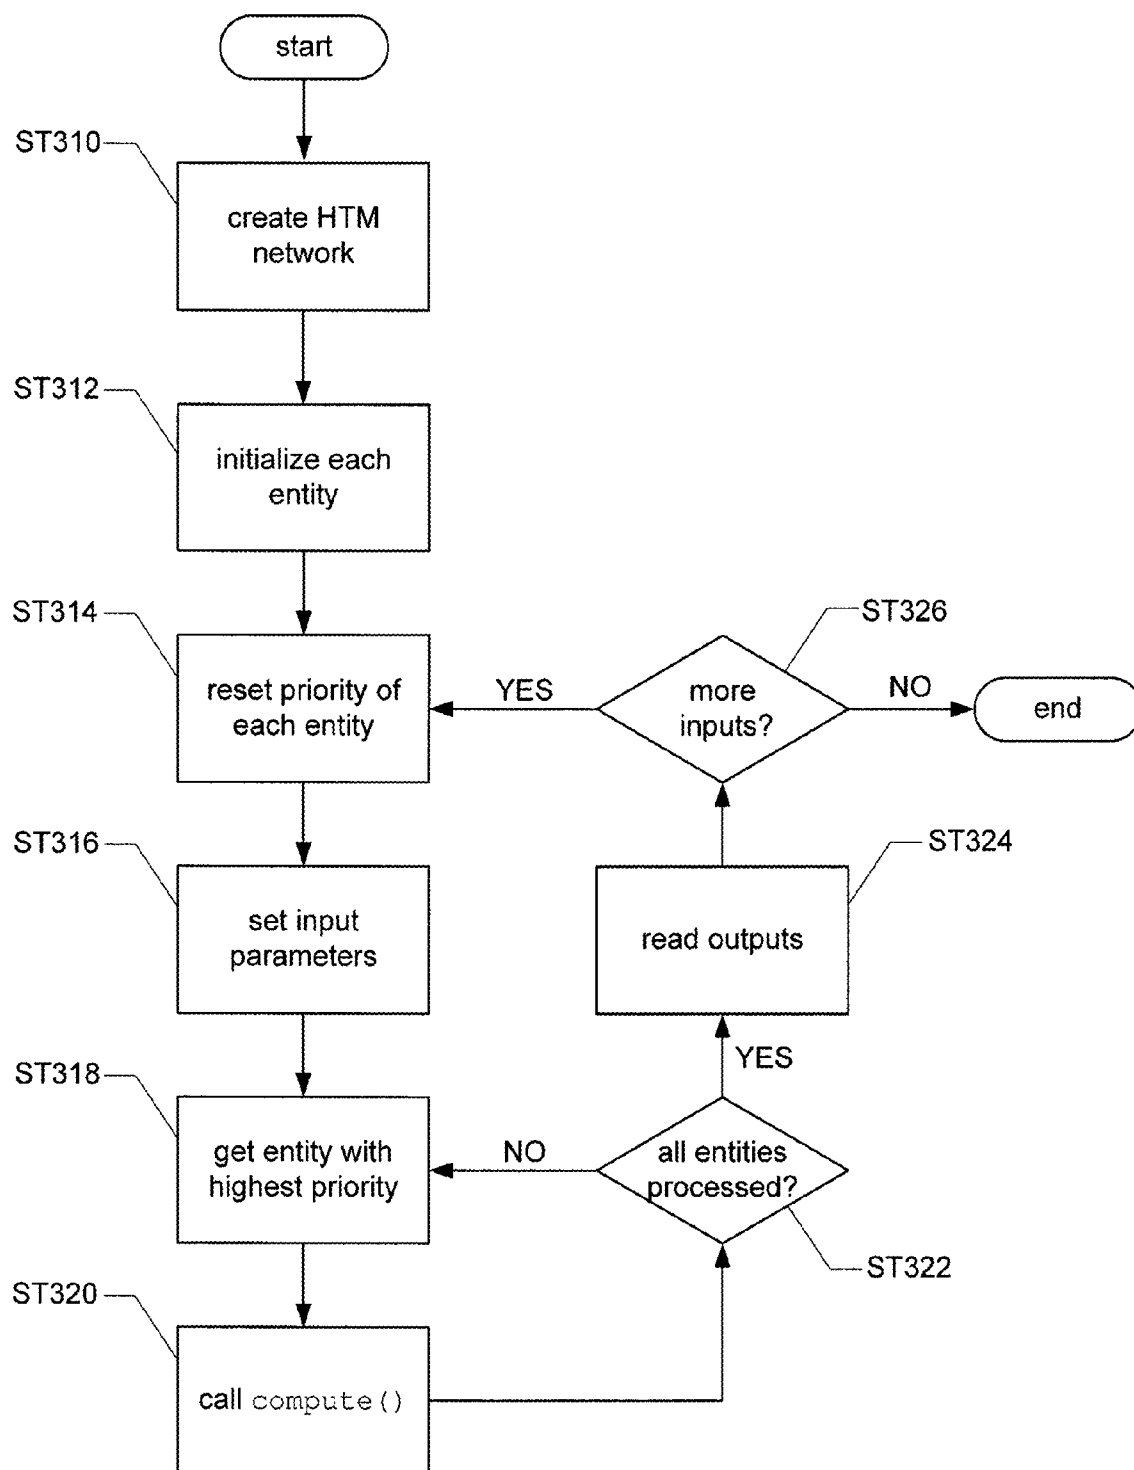 start
ST310
create HTM
network
ST312
initialize each
entity
ST314
reset priority of
each entity
YES
ST326
more
inputs?
NO
end
ST316
set input
parameters
ST324
read outputs
YES
ST318
get entity with
highest priority
NO
all entities
processed?
ST322
ST320
call compute()